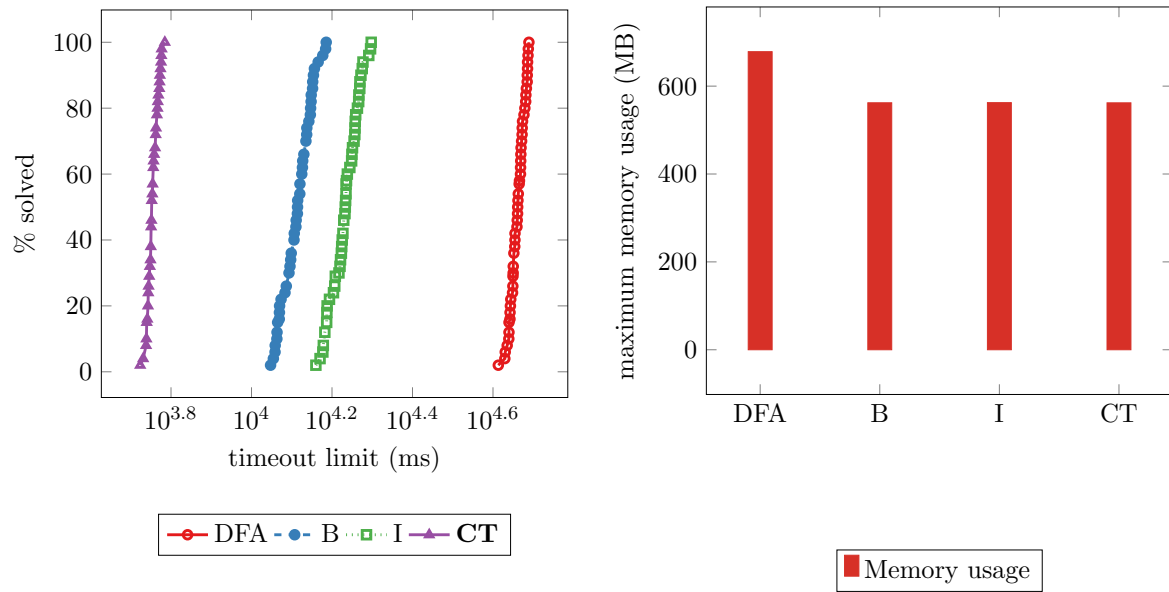 100
80
60
40
20
0
% solved
10^3.8 10^4 10^4.2 10^4.4 10^4.6
timeout limit (ms)
DFA B I CT
600
400
200
0
maximum memory usage (MB)
DFA B I CT
Memory usage